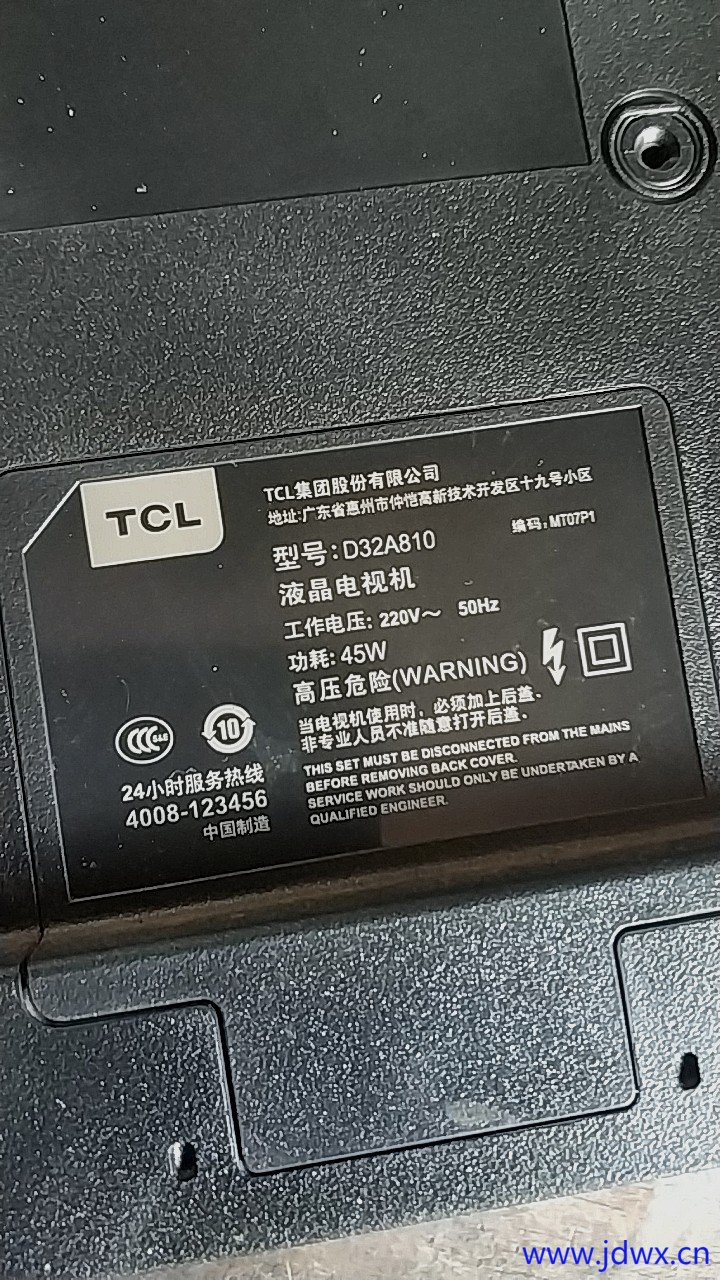 TCL
TCL集团股份有限公司
地址:广东省惠州市仲恺高新技术开发区十九号小区
型号:D32A810
编码:MT07P1
液晶电视机
工作电压: 220V～ 50Hz
功耗: 45W
高压危险(WARNING)
当电视机使用时，必须加上后盖、
非专业人员不准随意打开后盖、
THIS SET MUST BE DISCONNECTED FROM THE MAINS
BEFORE REMOVING BACK COVER.
SERVICE WORK SHOULD ONLY BE UNDERTAKEN BY A
QUALIFIED ENGINEER.
10
24小时服务热线
4008-123456
中国制造
www.jdwx.cn